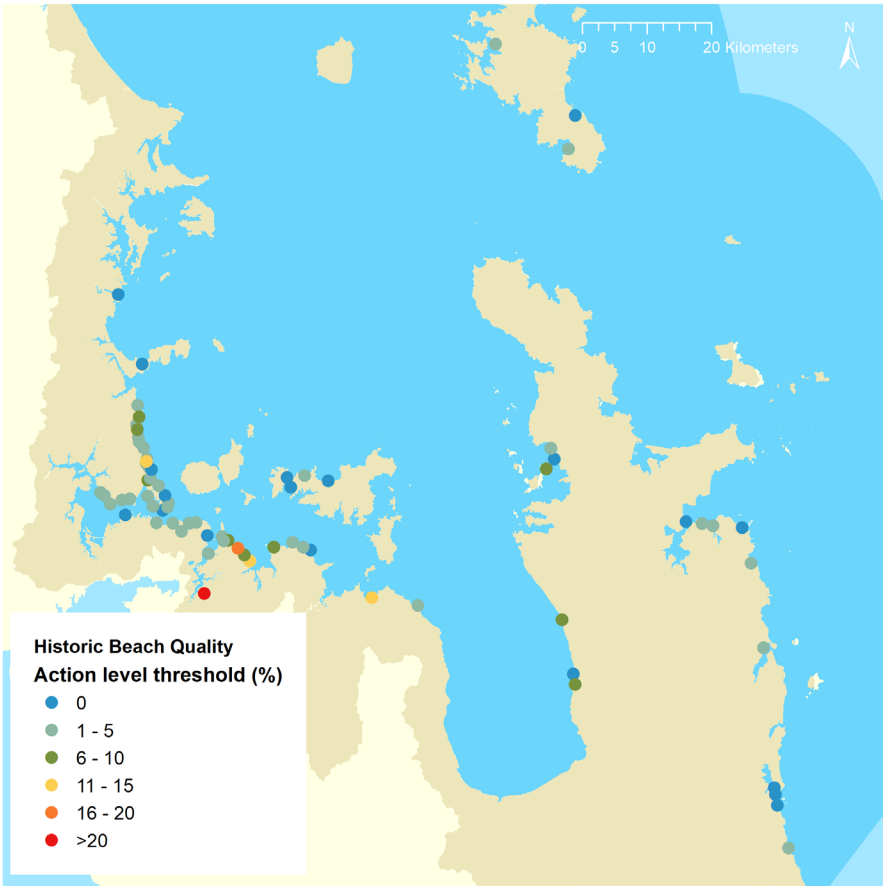 N
0 5 10 20 Kilometers
Historic Beach Quality
Action level threshold (%)
0
1 - 5
6 - 10
11 - 15
16 - 20
>20